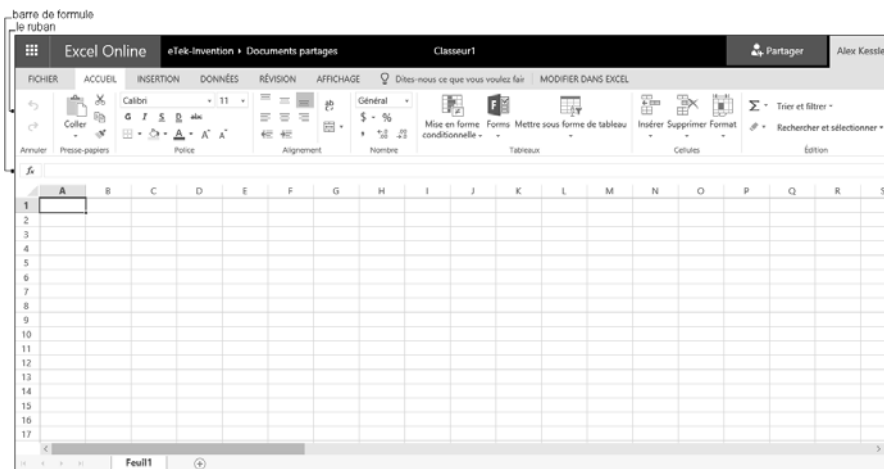 barre de formule
le ruban
Excel Online eTek-Invention ▸ Documents partages Classeur1 Partager Alex Kessle
FICHIER ACCUEIL INSERTION DONNÉES RÉVISION AFFICHAGE Dites-nous ce que vous voulez fair MODIFIER DANS EXCEL
Calibri 11 Général Σ Trier et filtrer
Coller G I S D abc $ - % Mise en forme conditionnelle Forms Mettre sous forme de tableau Insérer Supprimer Format
A A A Rechercher et sélectionner
Annuler Presse-papiers Police Alignement Nombre Tableaux Cellules Édition
fx
A B C D E F G H I J K L M N O P Q R S
1
2
3
4
5
6
7
8
9
10
11
12
13
14
15
16
17
Feuil1